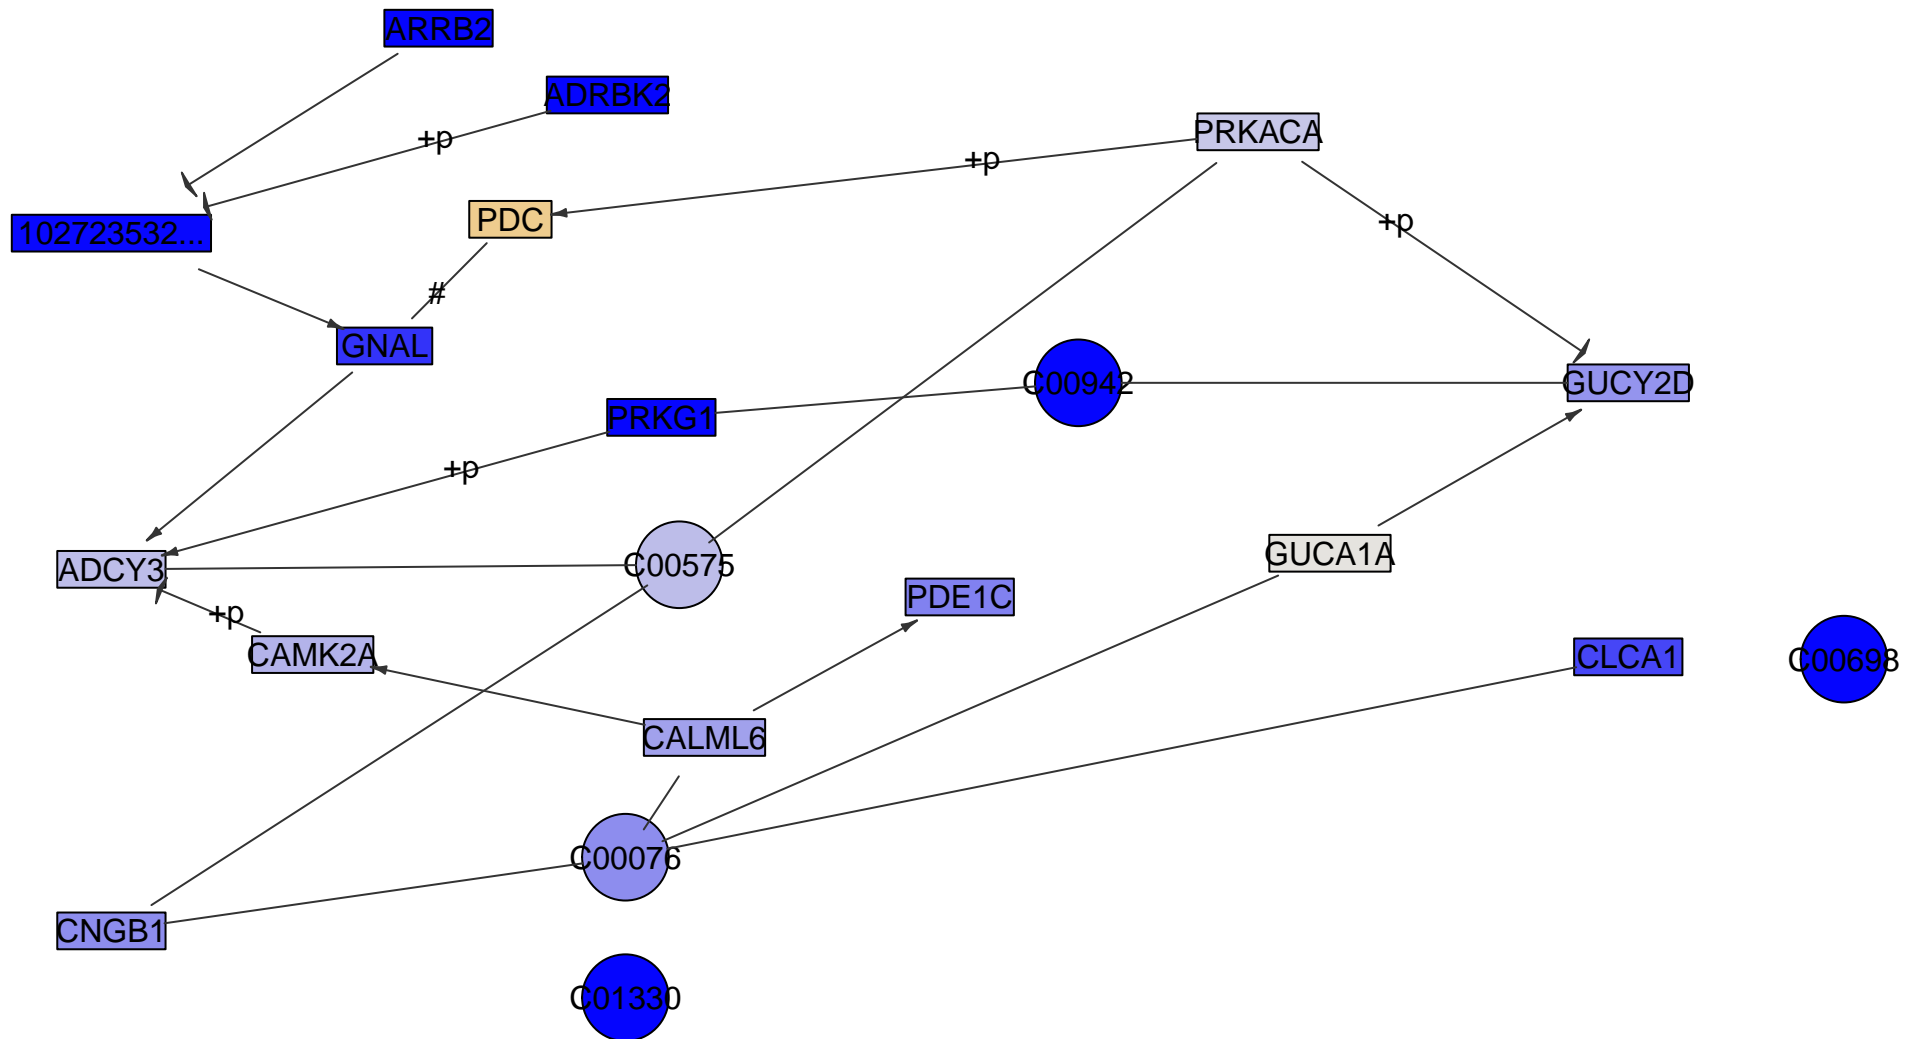 ARRB2
ADRBK2
+p
PRKACA
+p
PDC
102723532...
+p
#
GNAL
C00942
GUCY2D
PRKG1
+p
ADCY3
C00575
GUCA1A
PDE1C
+p
CAMK2A
CLCA1
C00698
CALML6
C00076
CNGB1
C01330